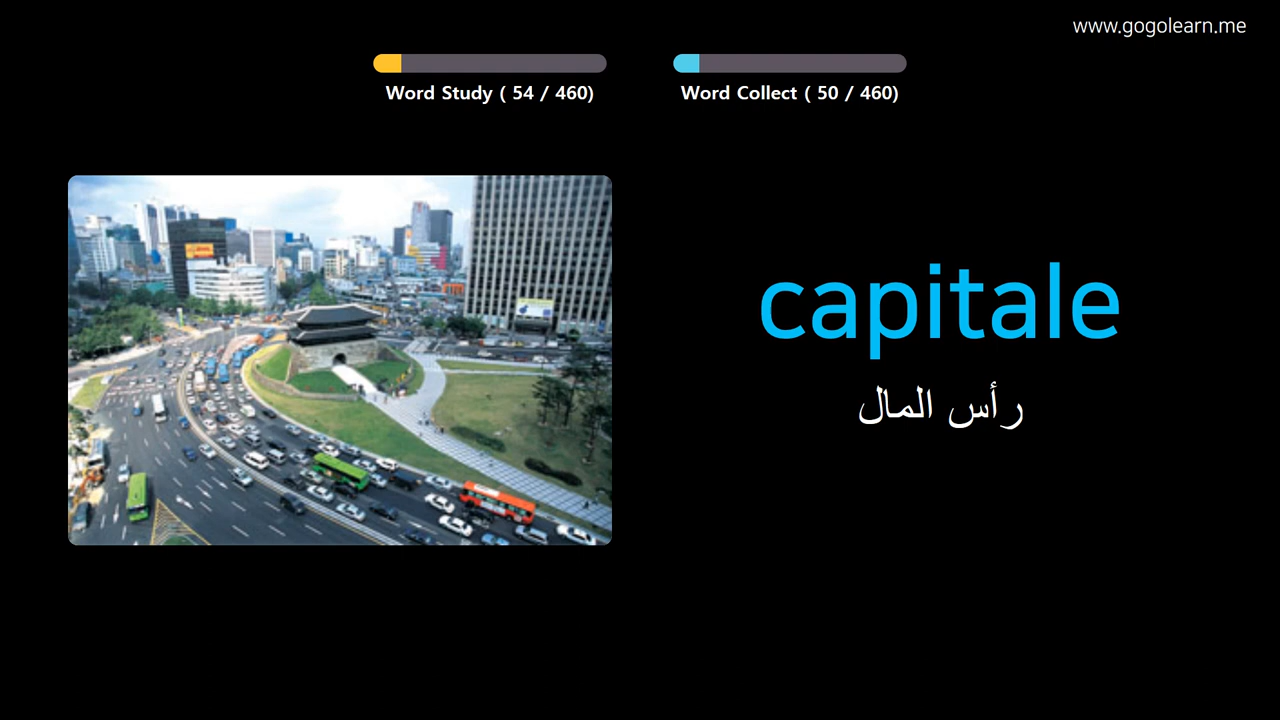 www.gogolearn.me
Word Study ( 54 / 460)
Word Collect ( 50 / 460)
capitale
رأس المال